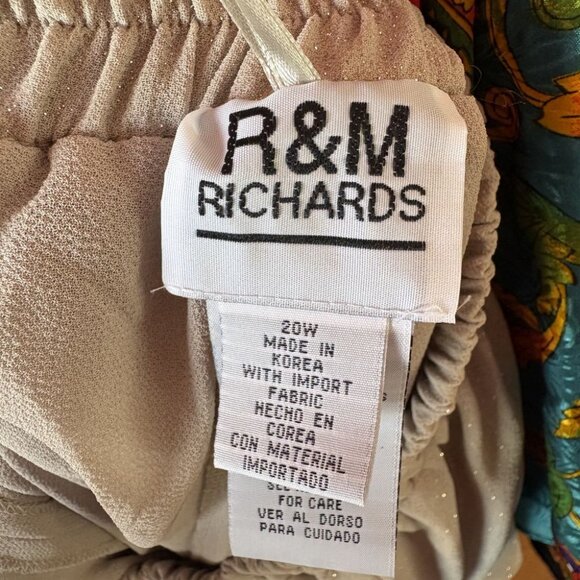 R&M
RICHARDS
20W
MADE IN
KOREA
WITH IMPORT
FABRIC
HECHO EN
COREA
CON MATERIAL
IMPORTADO
FOR CARE
VER AL DORSO
PARA CUIDADO